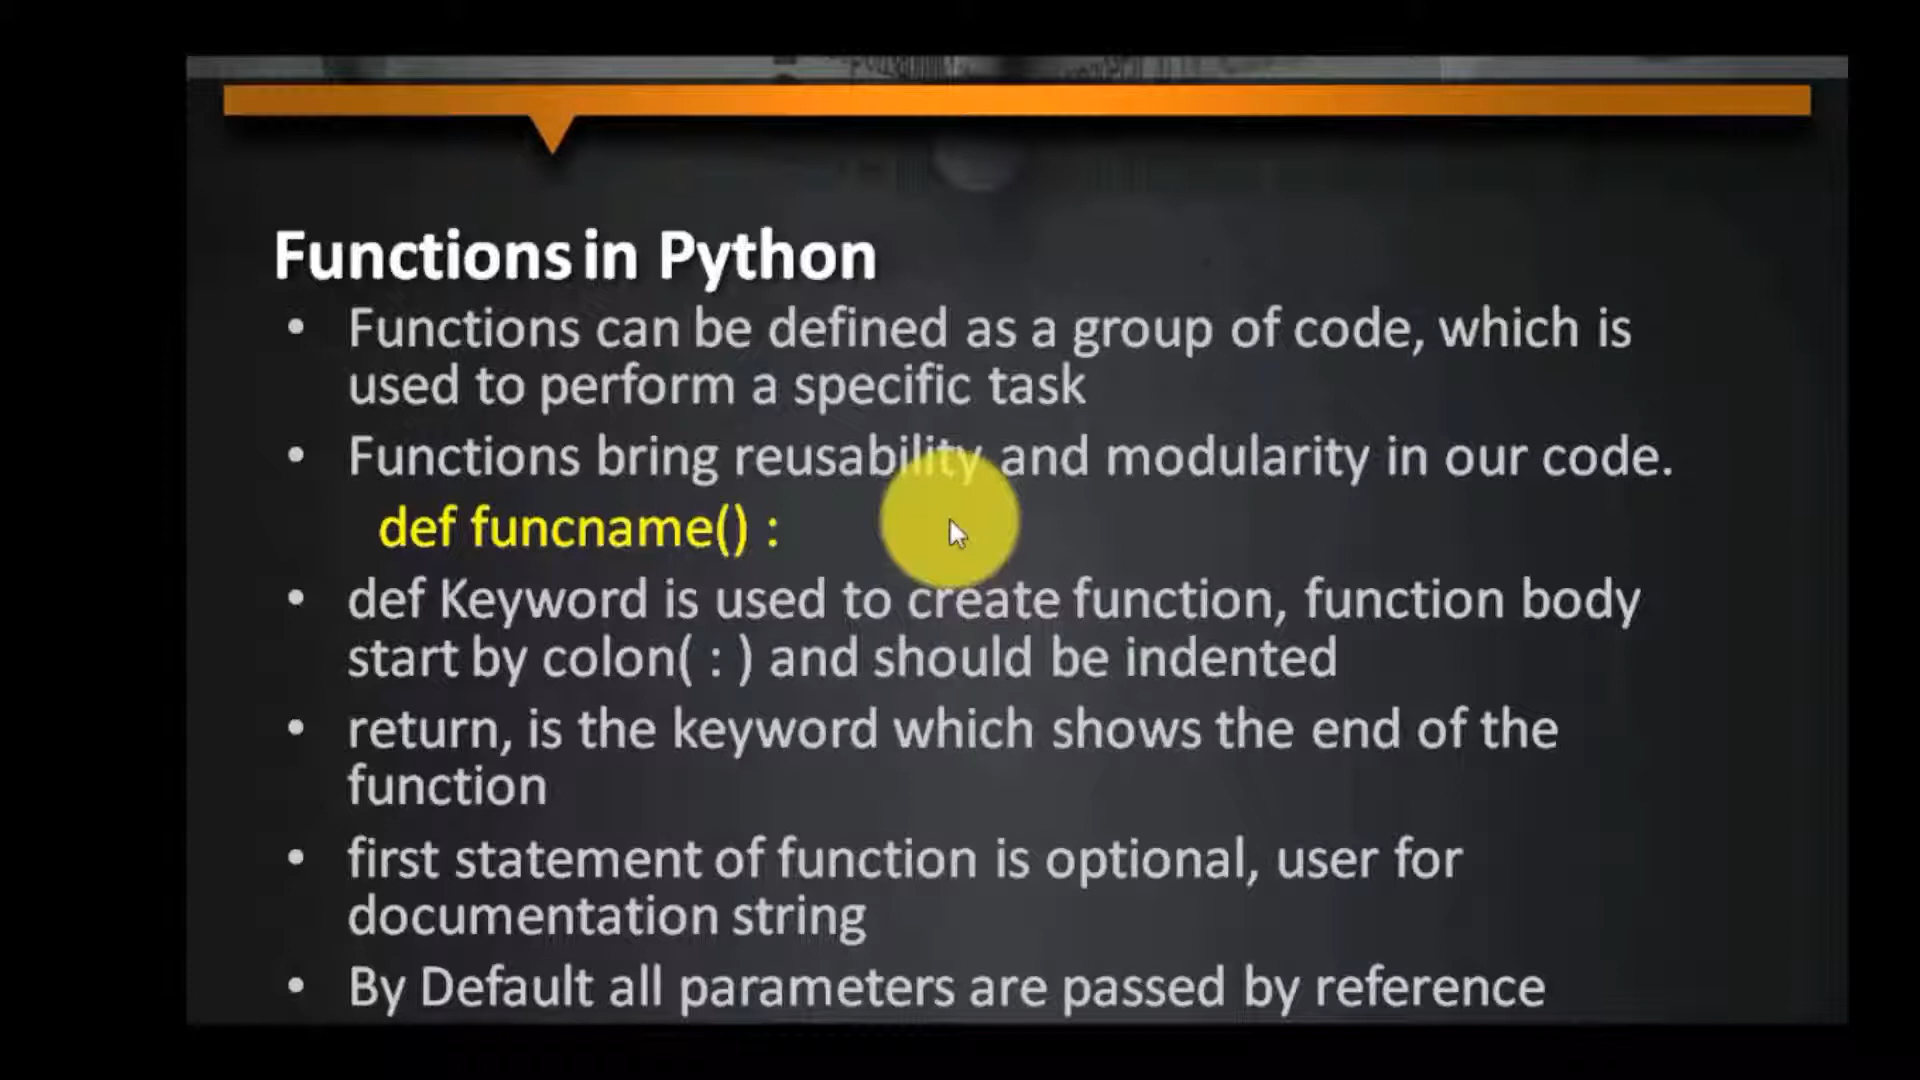 Functions in Python
• Functions can be defined as a group of code, which is
used to perform a specific task
• Functions bring reusability and modularity in our code.
def funcname() :
• def Keyword is used to create function, function body
start by colon( : ) and should be indented
• return, is the keyword which shows the end of the
function
• first statement of function is optional, user for
documentation string
• By Default all parameters are passed by reference